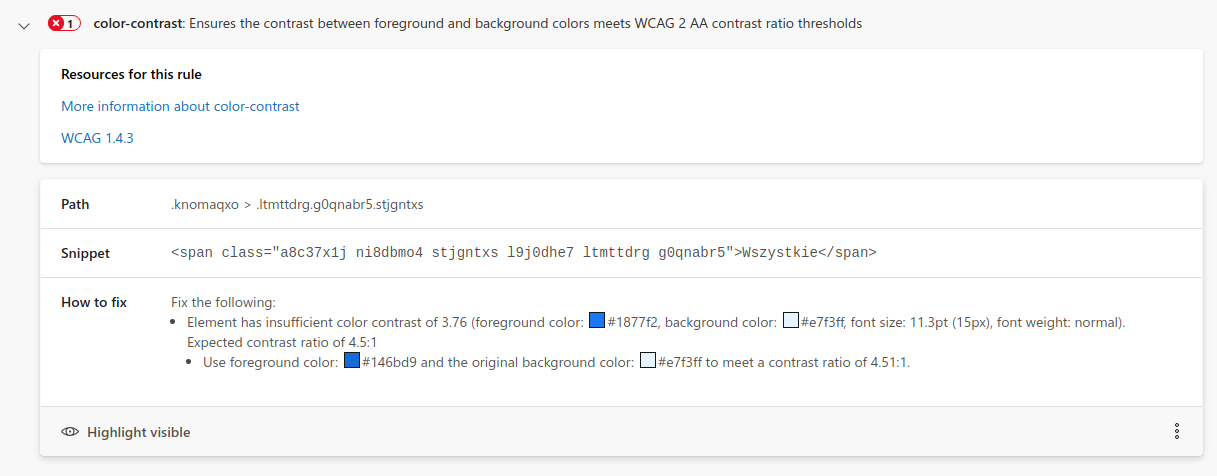 1 color-contrast: Ensures the contrast between foreground and background colors meets WCAG 2 AA contrast ratio thresholds
Resources for this rule
More information about color-contrast
WCAG 1.4.3
Path .knomaqxo > .ltmttdrg.g0qnabr5.stjgntxs
Snippet <span class="a8c37x1j ni8dbmo4 stjgntxs l9j0dhe7 ltmttdrg g0qnabr5">Wszystkie</span>
How to fix Fix the following:
• Element has insufficient color contrast of 3.76 (foreground color: #1877f2, background color: #e7f3ff, font size: 11.3pt (15px), font weight: normal).
Expected contrast ratio of 4.5:1
• Use foreground color: #146bd9 and the original background color: #e7f3ff to meet a contrast ratio of 4.51:1.
Highlight visible